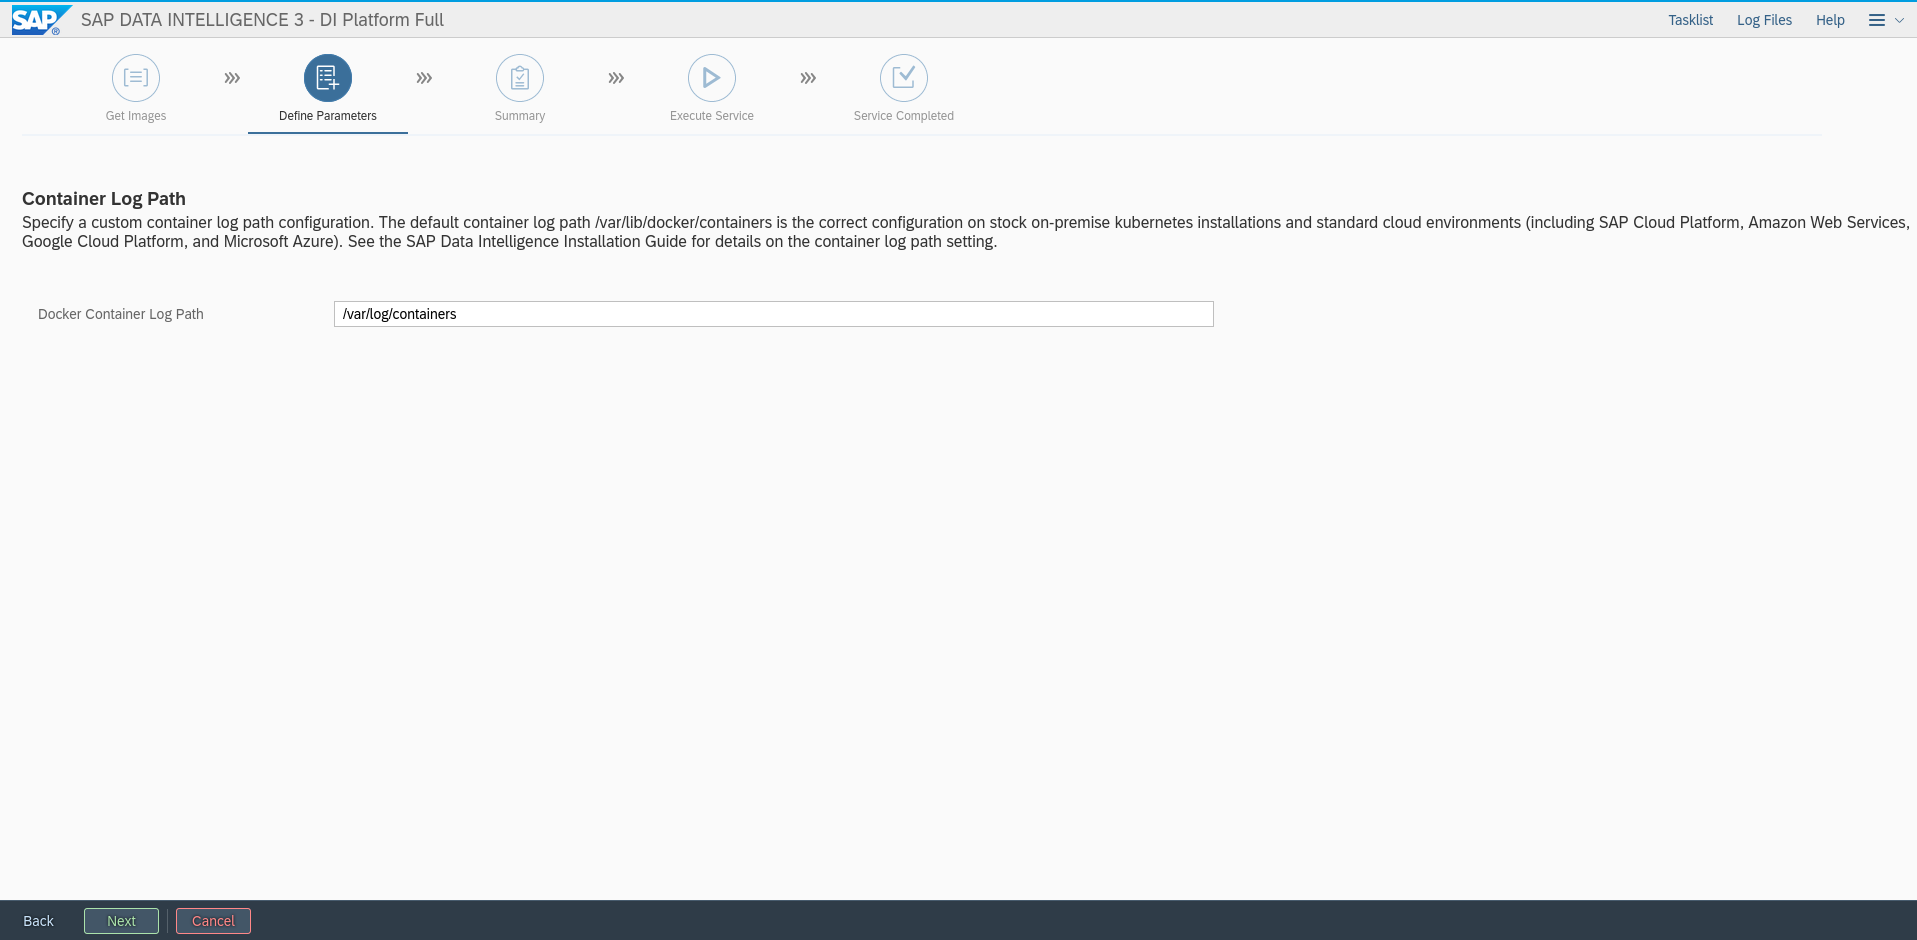 SAP® SAP DATA INTELLIGENCE 3 - DI Platform Full Tasklist Log Files Help
Get Images Define Parameters Summary Execute Service Service Completed
Container Log Path
Specify a custom container log path configuration. The default container log path /var/lib/docker/containers is the correct configuration on stock on-premise kubernetes installations and standard cloud environments (including SAP Cloud Platform, Amazon Web Services,
Google Cloud Platform, and Microsoft Azure). See the SAP Data Intelligence Installation Guide for details on the container log path setting.
Docker Container Log Path /var/log/containers
Back Next Cancel